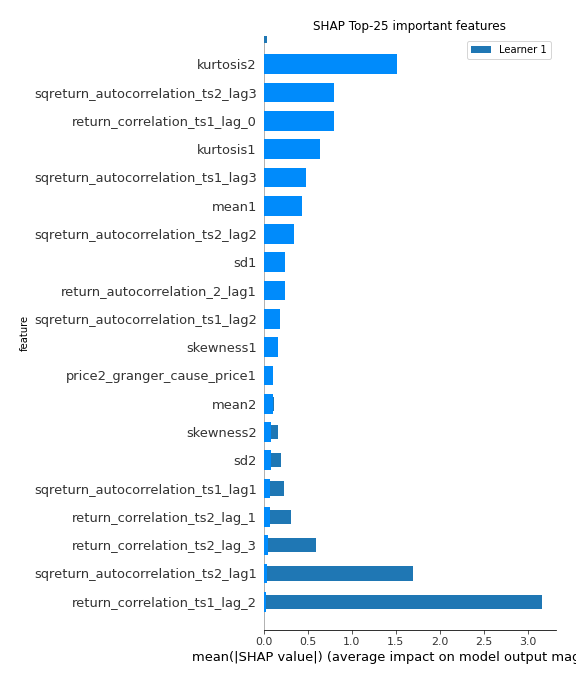 SHAP Top-25 important features
Learner 1
kurtosis2
sqreturn_autocorrelation_ts2_lag3
return_correlation_ts1_lag_0
kurtosis1
sqreturn_autocorrelation_ts1_lag3
mean1
sqreturn_autocorrelation_ts2_lag2
sd1
return_autocorrelation_2_lag1
sqreturn_autocorrelation_ts1_lag2
feature
skewness1
price2_granger_cause_price1
mean2
skewness2
sd2
sqreturn_autocorrelation_ts1_lag1
return_correlation_ts2_lag_1
return_correlation_ts2_lag_3
sqreturn_autocorrelation_ts2_lag1
return_correlation_ts1_lag_2
0.0 0.5 1.0 1.5 2.0 2.5 3.0
mean(|SHAP value|) (average impact on model output mag